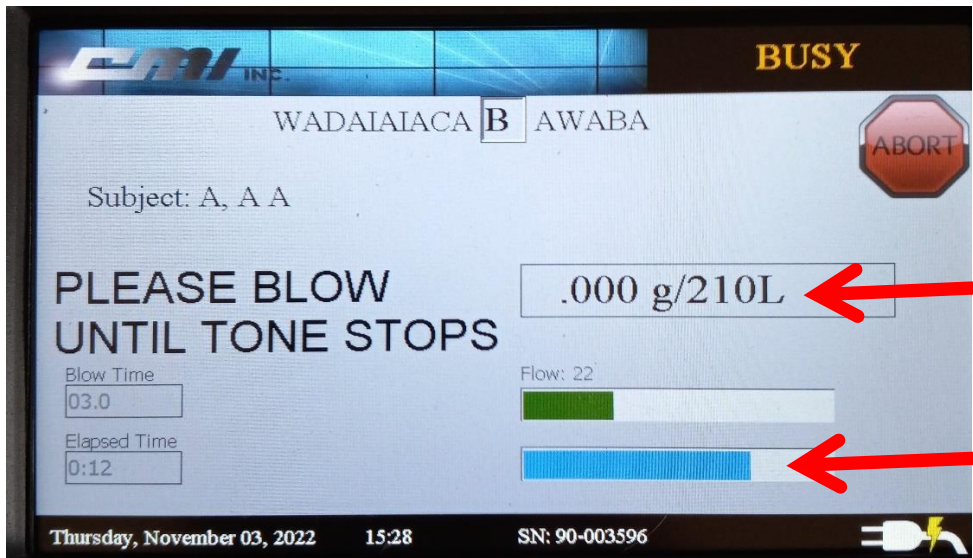 CMI INC.
BUSY
WADAIAIACA B AWABA
ABORT
Subject: A, A A
PLEASE BLOW
UNTIL TONE STOPS
.000 g/210L
Blow Time
03.0
Flow: 22
Elapsed Time
0:12
Thursday, November 03, 2022 15:28 SN: 90-003596